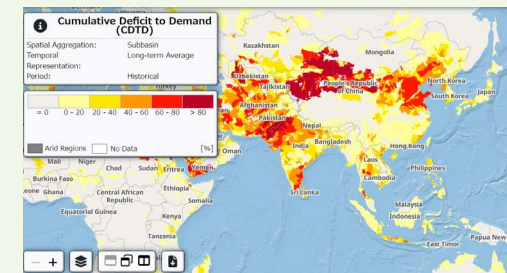 Cumulative Deficit to Demand
(CDTD)
Spatial Aggregation: Subbasin
Temporal Long-term Average
Representation:
Period: Historical
= 0 0 - 20 20 - 40 40 - 60 60 - 80 > 80
Arid Regions No Data [%]
Kazakhstan
Mongolia
Turkey
Uzbekistan
Tajikistan
People's Republic
of China
North Korea
South Korea
Japan
Afghanistan
Pakistan
Nepal
Oman
India
Bangladesh
Hong Kong
Laos
Mali
Niger
Chad
Sudan
Eritrea
Yemen
Philippines
Burkina Faso
Cambodia
Ghana
Central African
Republic
Ethiopia
Somalia
Sri Lanka
Equatorial Guinea
Kenya
Malaysia
Indonesia
Tanzania
East Timor
Papua New